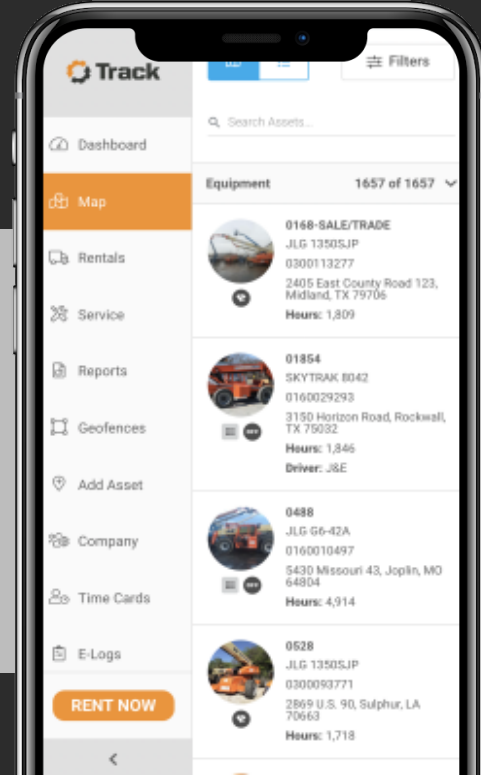 Track
Filters
Dashboard
Search Assets...
Map
Equipment 1657 of 1657
Rentals
Service
Reports
Geofences
Add Asset
Company
Time Cards
E-Logs
RENT NOW
0168-SALE/TRADE
JLG 1350SJP
0300113277
2405 East County Road 123,
Midland, TX 79706
Hours: 1,809
01854
SKYTRAK 8042
0160029293
3150 Horizon Road, Rockwall,
TX 75032
Hours: 1,846
Driver: J&E
0488
JLG G6-42A
0160010497
5430 Missouri 43, Joplin, MO
64804
Hours: 4,914
0528
JLG 1350SJP
0300093771
2869 U.S. 90, Sulphur, LA
70663
Hours: 1,718